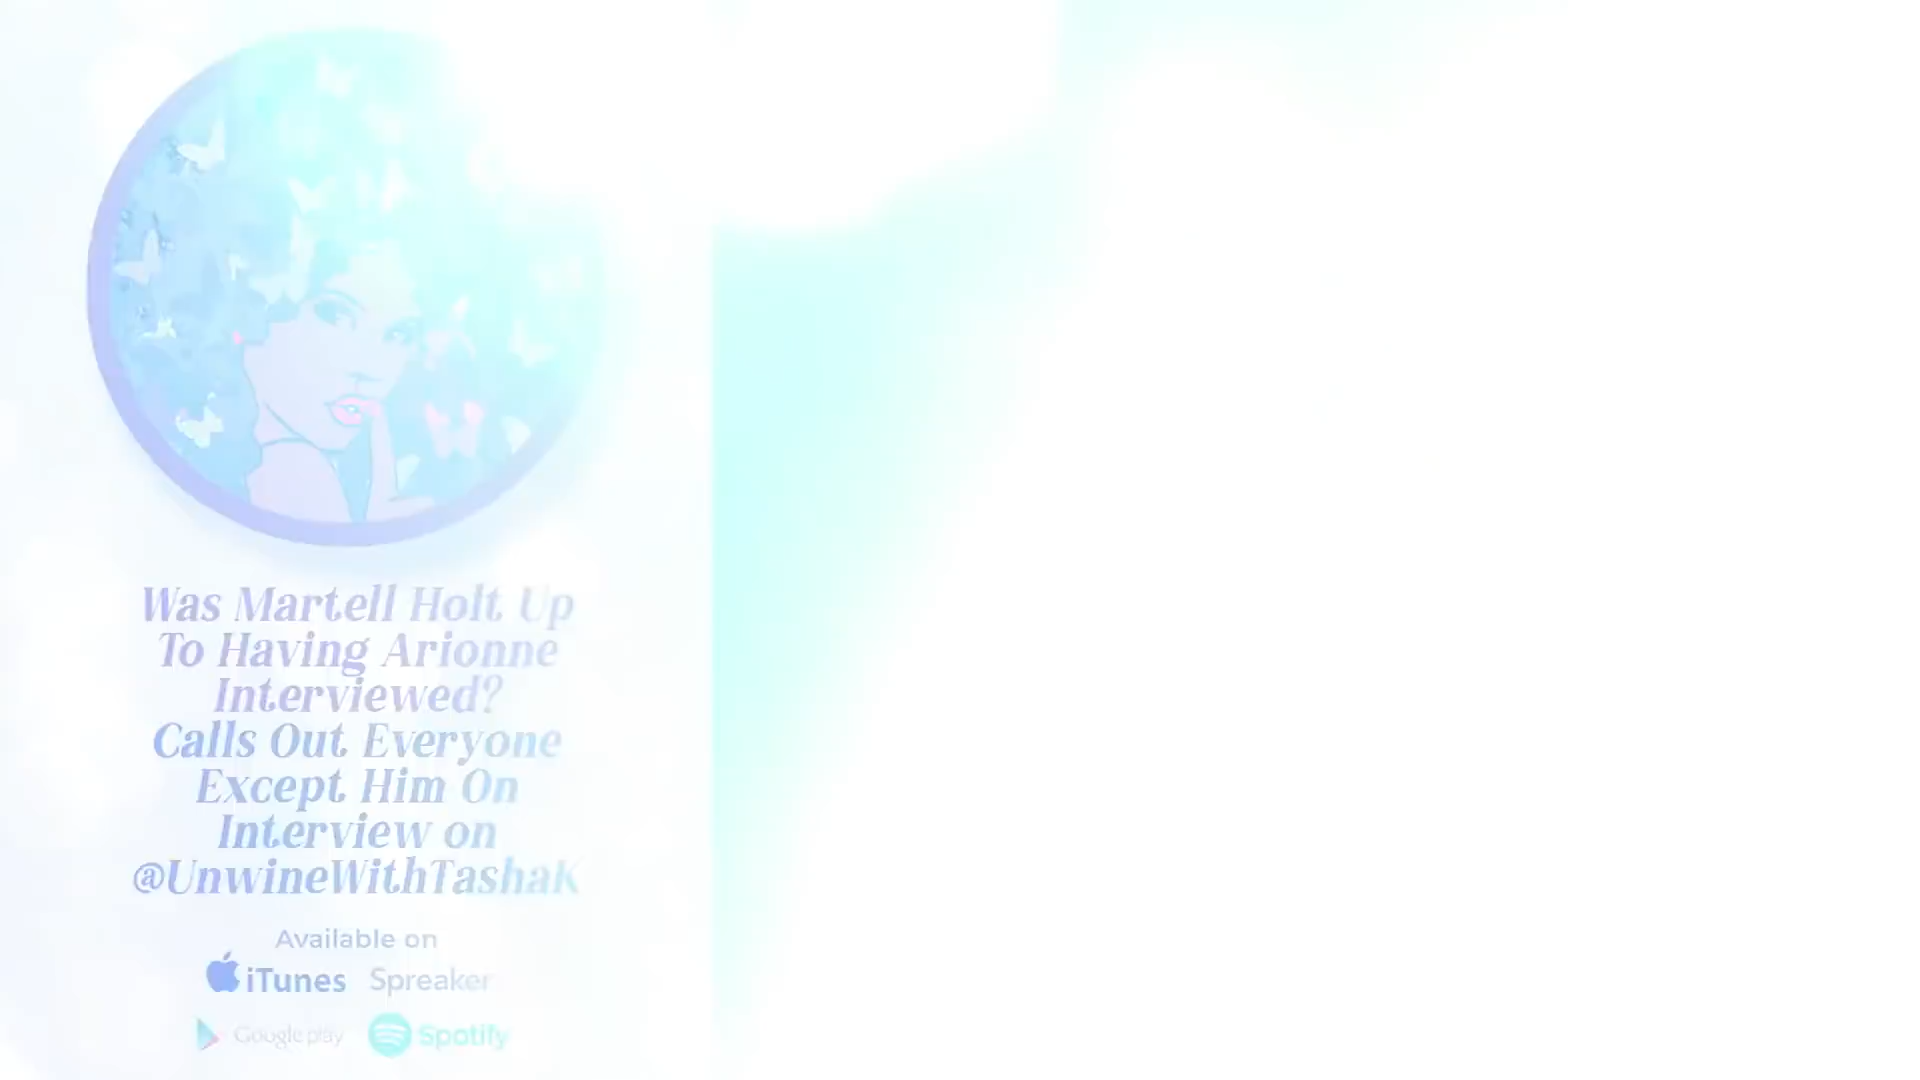 Was Martell Holt Up
To Having Arionne
Interviewed?
Calls Out Everyone
Except Him On
Interview on
@UnwineWithTashaK
Available on
iTunes Spreaker
Google play Spotify